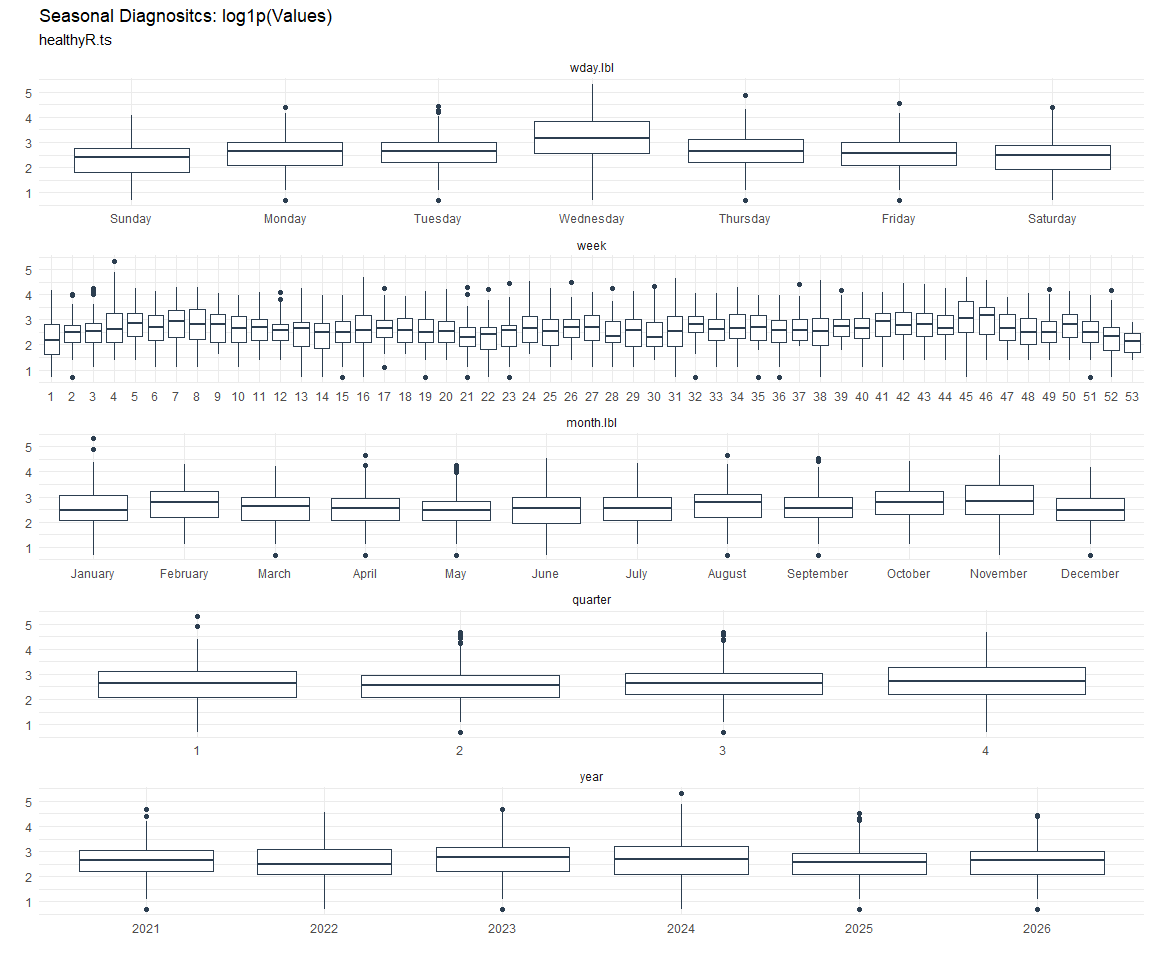 Seasonal Diagnositcs: log1p(Values)
healthyR.ts
wday.lbl
5
4
3
2
1
Sunday Monday Tuesday Wednesday Thursday Friday Saturday
week
5
4
3
2
1
1 2 3 4 5 6 7 8 9 10 11 12 13 14 15 16 17 18 19 20 21 22 23 24 25 26 27 28 29 30 31 32 33 34 35 36 37 38 39 40 41 42 43 44 45 46 47 48 49 50 51 52 53
month.lbl
5
4
3
2
1
January February March April May June July August September October November December
quarter
5
4
3
2
1
1 2 3 4
year
5
4
3
2
1
2021 2022 2023 2024 2025 2026